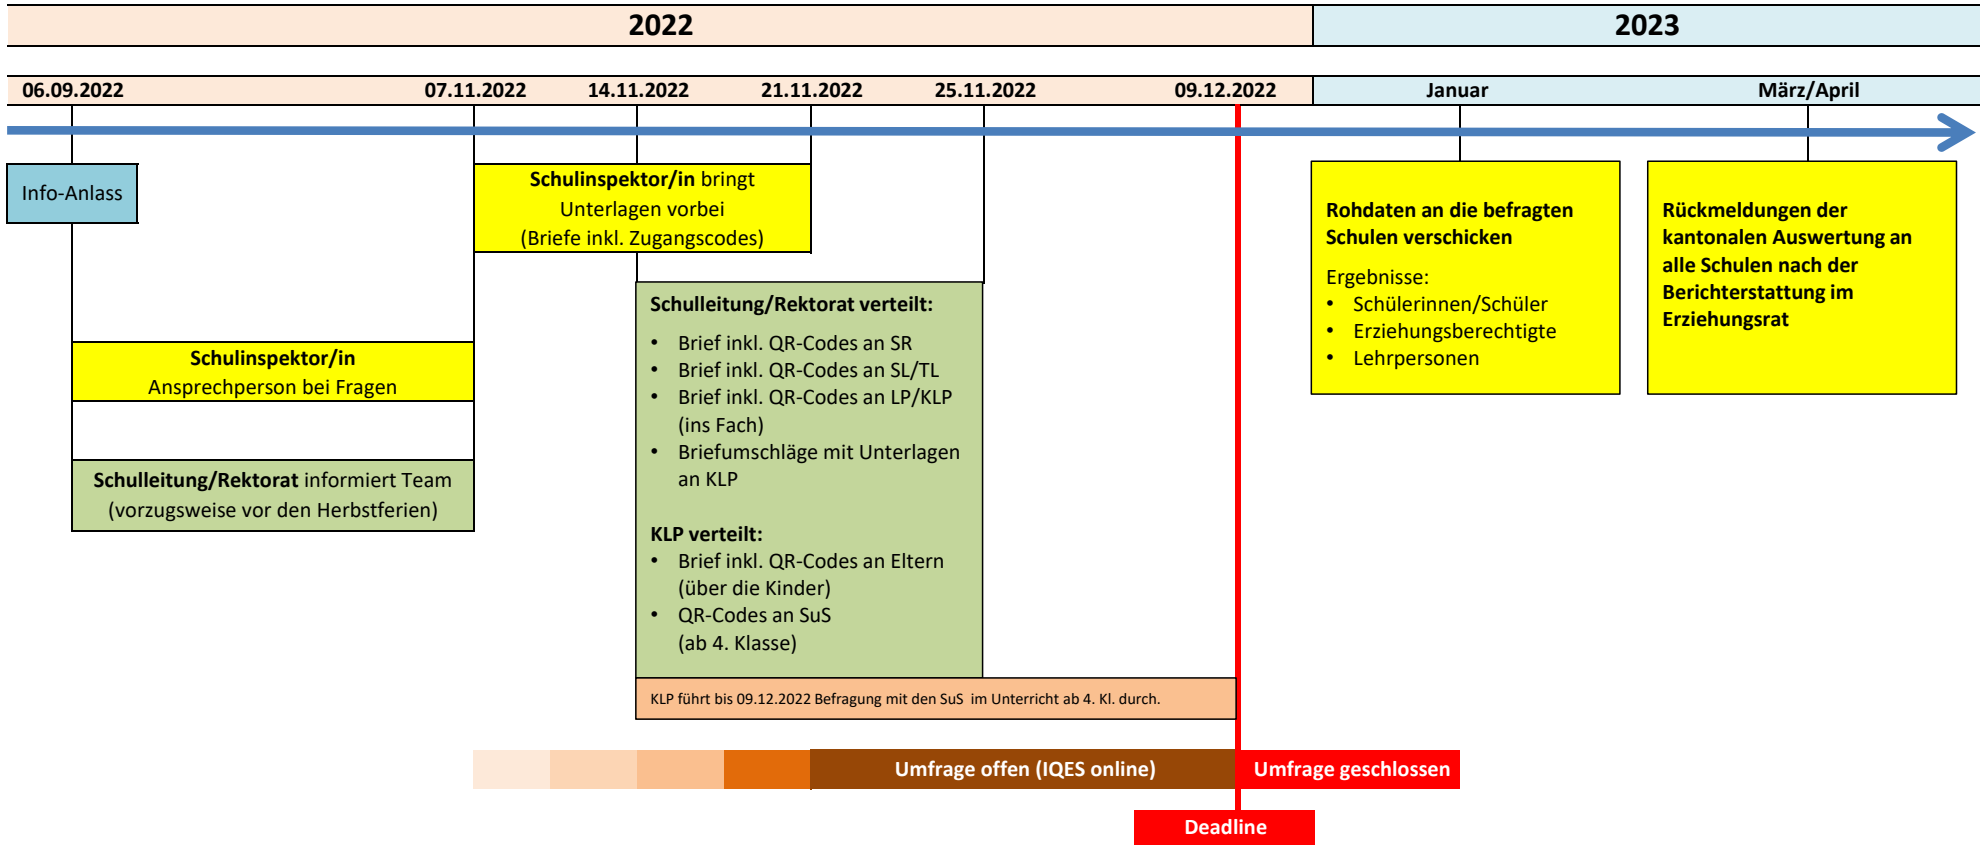 2022
2023
06.09.2022
07.11.2022
14.11.2022
21.11.2022
25.11.2022
09.12.2022
Januar
März/April
Info-Anlass
Schulinspektor/in bringt
Unterlagen vorbei
(Briefe inkl. Zugangscodes)
Schulinspektor/in
Ansprechperson bei Fragen
Schulleitung/Rektorat informiert Team
(vorzugsweise vor den Herbstferien)
Schulleitung/Rektorat verteilt:
• Brief inkl. QR-Codes an SR
• Brief inkl. QR-Codes an SL/TL
• Brief inkl. QR-Codes an LP/KLP
(ins Fach)
• Briefumschläge mit Unterlagen
an KLP
KLP verteilt:
• Brief inkl. QR-Codes an Eltern
(über die Kinder)
• QR-Codes an SuS
(ab 4. Klasse)
KLP führt bis 09.12.2022 Befragung mit den SuS im Unterricht ab 4. Kl. durch.
Rohdaten an die befragten
Schulen verschicken
Ergebnisse:
• Schülerinnen/Schüler
• Erziehungsberechtigte
• Lehrpersonen
Rückmeldungen der
kantonalen Auswertung an
alle Schulen nach der
Berichterstattung im
Erziehungsrat
Umfrage offen (IQES online)
Umfrage geschlossen
Deadline